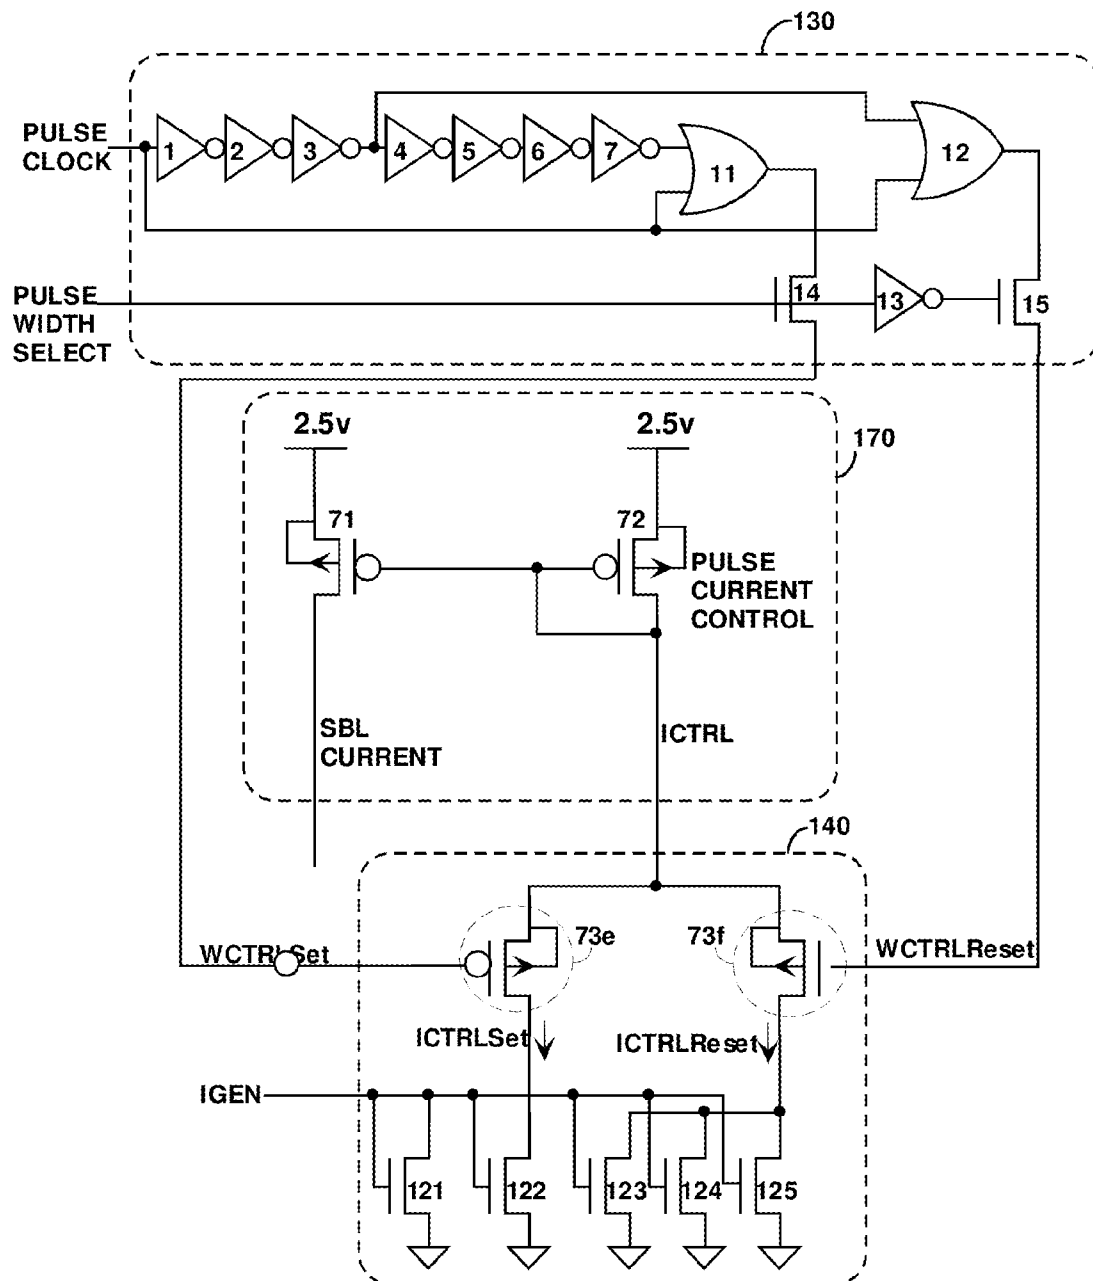 130
PULSE
CLOCK
1
2
3
4
5
6
7
11
12
PULSE
WIDTH
SELECT
14
13
15
2.5v
2.5v
170
71
72
PULSE
CURRENT
CONTROL
SBL
CURRENT
ICTRL
140
73e
73f
WCTRLSet
WCTRLReset
ICTRLSet
ICTRLReset
IGEN
121
122
123
124
125